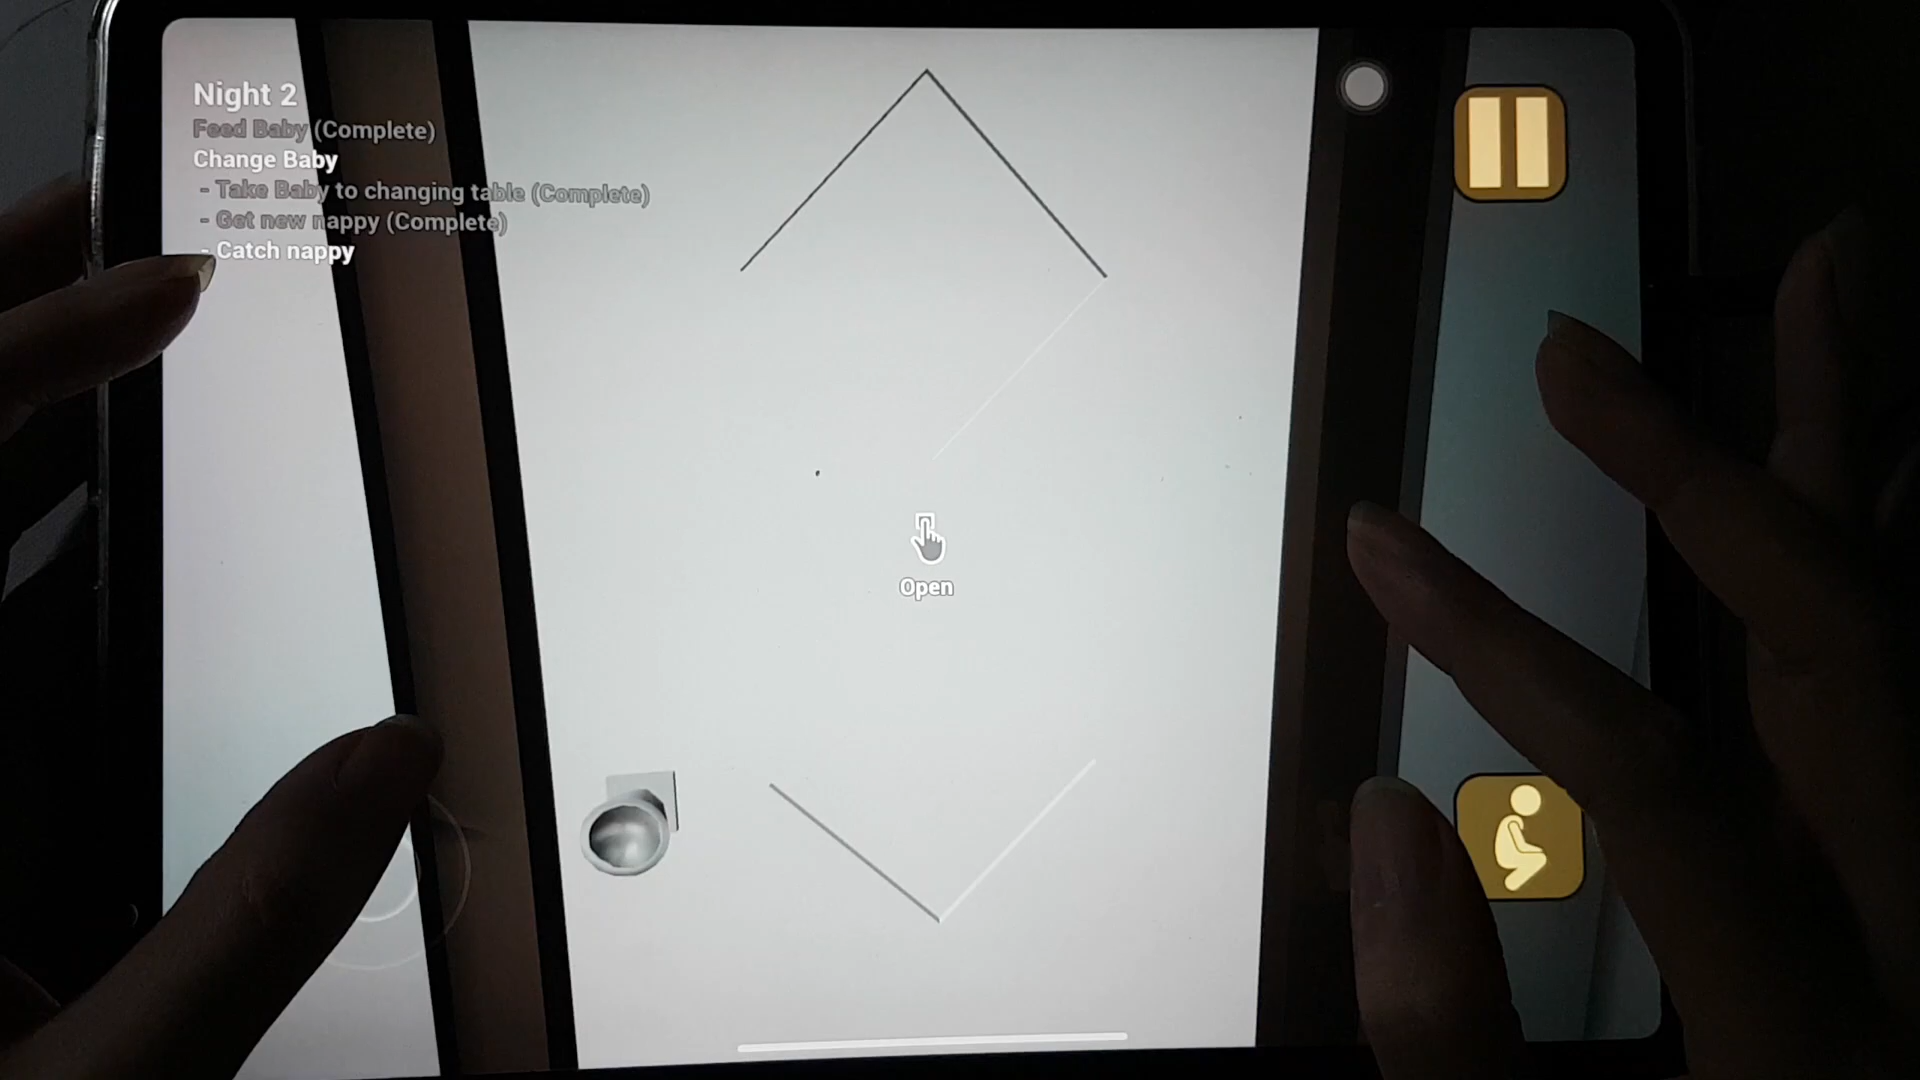 Night 2
Feed Baby (Complete)
Change Baby
- Take Baby to changing table (Complete)
- Get new nappy (Complete)
- Catch nappy
Open